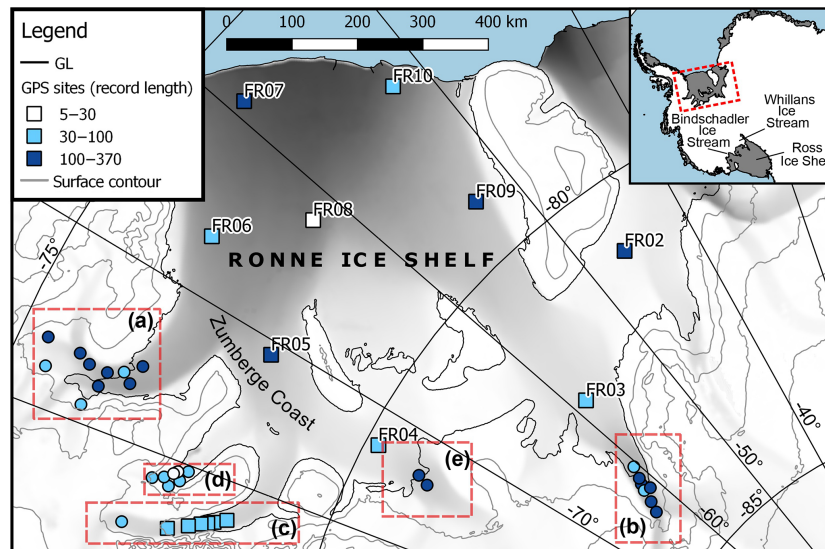 Legend
GL
GPS sites (record length)
5–30
30–100
100–370
Surface contour
0 100 200 300 400 km
FR10
FR07
Whillans
Ice
Stream
Bindschadler
Ice
Stream
Ross
Ice She
-80°
FR09
FR08
FR06
FR02
RONNE ICE SHELF
-75°
(a)
Zumberge Coast
FR05
FR03
-40°
FR04
(e)
-50°
(d)
-85°
(c)
-70°
(b)
-60°